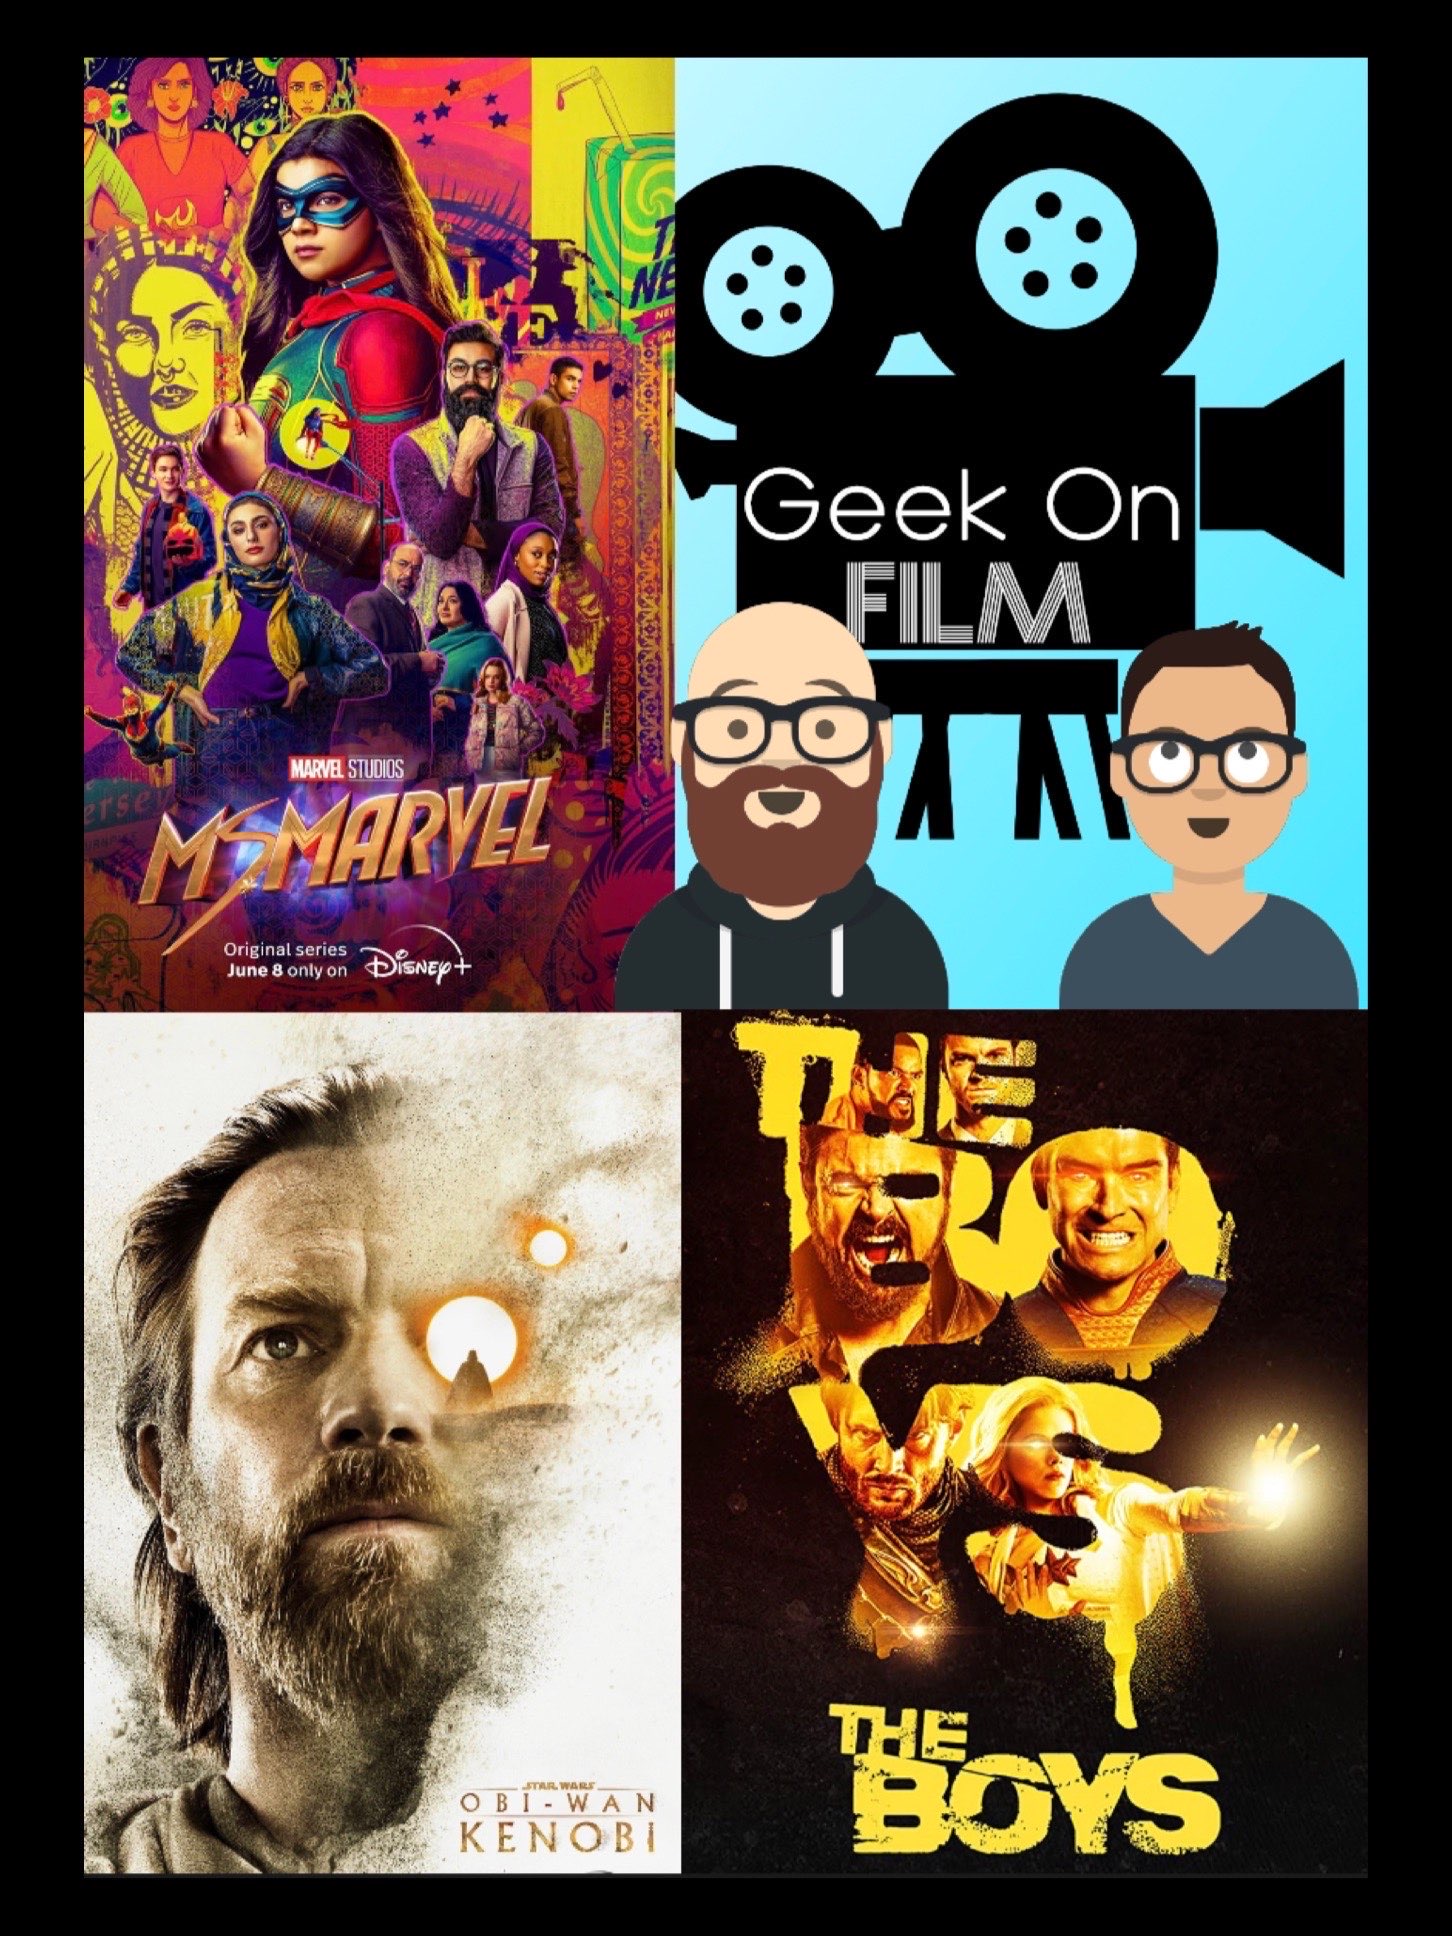 MARVEL STUDIOS
MS MARVEL
Original series
June 8 only on
Disney+
Geek On
FILM
STAR WARS
OBI-WAN
KENOBI
THE
BOYS
THE
BOYS